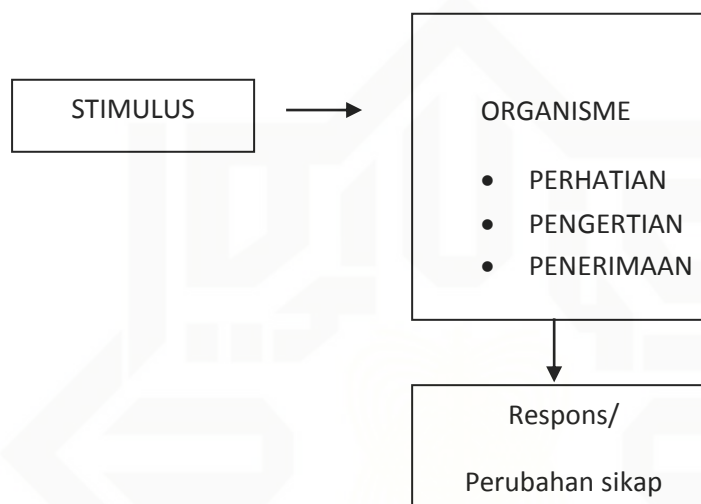 STIMULUS
ORGANISME
• PERHATIAN
• PENGERTIAN
• PENERIMAAN
Respons/
Perubahan sikap